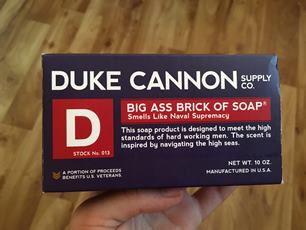 DUKE CANNON SUPPLY CO.
BIG ASS BRICK OF SOAP®
Smells Like Naval Supremacy
D
STOCK No. 013
This soap product is designed to meet the high
standards of hard working men. The scent is
inspired by navigating the high seas.
A PORTION OF PROCEEDS
BENEFITS U.S. VETERANS.
NET WT. 10 OZ.
MANUFACTURED IN U.S.A.